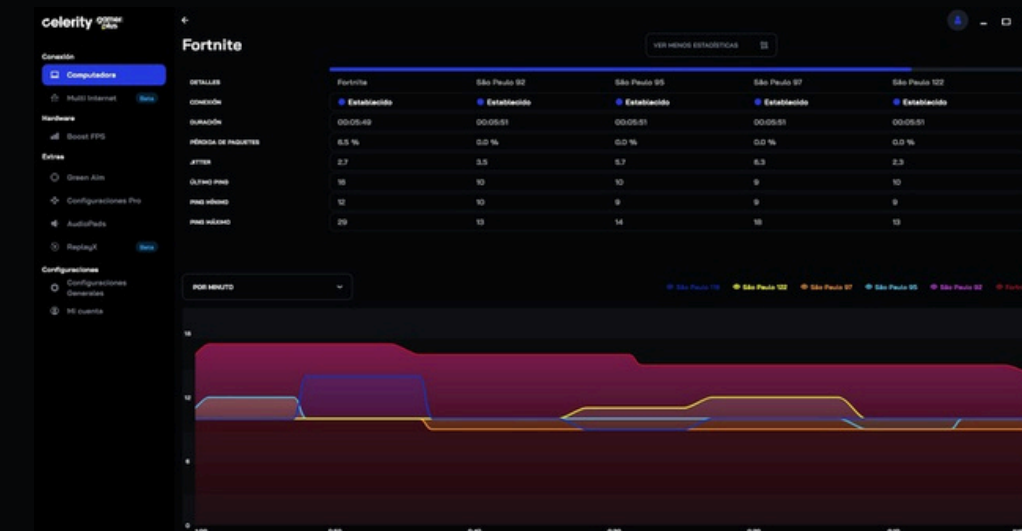 celerity gamer plus
Fortnite
VER MENOS ESTADÍSTICAS
Conexión
Computadora
Multi Internet Beta
Hardware
Boost FPS
Extras
Green Aim
Configuraciones Pro
AudioPads
ReplayX Beta
Configuraciones
Configuraciones Generales
Mi cuenta
DETALLES Fortnite São Paulo 92 São Paulo 95 São Paulo 97 São Paulo 122
CONEXIÓN Establecido Establecido Establecido Establecido Establecido
DURACIÓN 00:05:49 00:05:51 00:05:51 00:05:51 00:05:51
PÉRDIDA DE PAQUETES 8.5 % 0.0 % 0.0 % 0.0 % 0.0 %
JITTER 2.7 3.5 5.7 6.3 2.3
ÚLTIMO PING 16 10 10 9 10
PING MÍNIMO 12 10 9 9 9
PING MÁXIMO 29 13 14 18 13
POR MINUTO
São Paulo 122 São Paulo 97 São Paulo 95 São Paulo 92
12
6
0